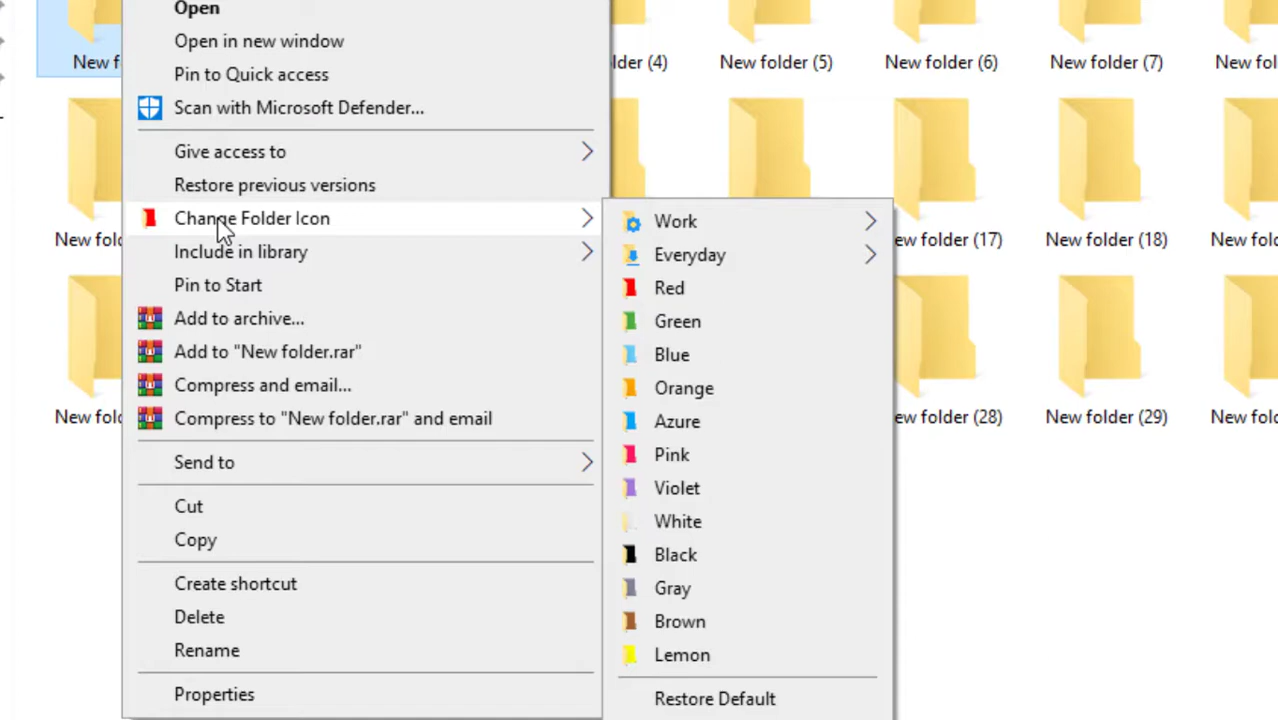 Open
Open in new window
Pin to Quick access
Scan with Microsoft Defender...
Give access to
Restore previous versions
Change Folder Icon
Include in library
Pin to Start
Add to archive...
Add to "New folder.rar"
Compress and email...
Compress to "New folder.rar" and email
Send to
Cut
Copy
Create shortcut
Delete
Rename
Properties
Work
Everyday
Red
Green
Blue
Orange
Azure
Pink
Violet
White
Black
Gray
Brown
Lemon
Restore Default
New f
lder (4)
New folder (5)
New folder (6)
New folder (7)
New fol
New fold
ew folder (17)
New folder (18)
New fol
New fold
ew folder (28)
New folder (29)
New fol